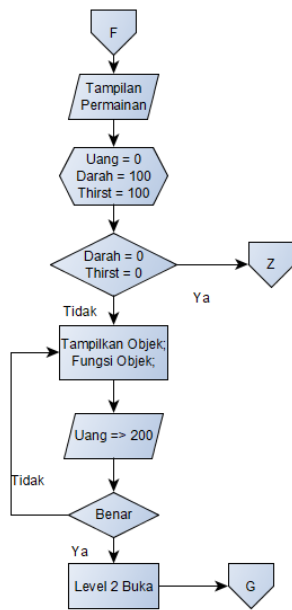 F
Tampilan
Permainan
Uang = 0
Darah = 100
Thirst = 100
Darah = 0
Thirst = 0
Z
Tidak
Ya
Tampilkan Objek;
Fungsi Objek;
Uang => 200
Tidak
Benar
Ya
Level 2 Buka
G